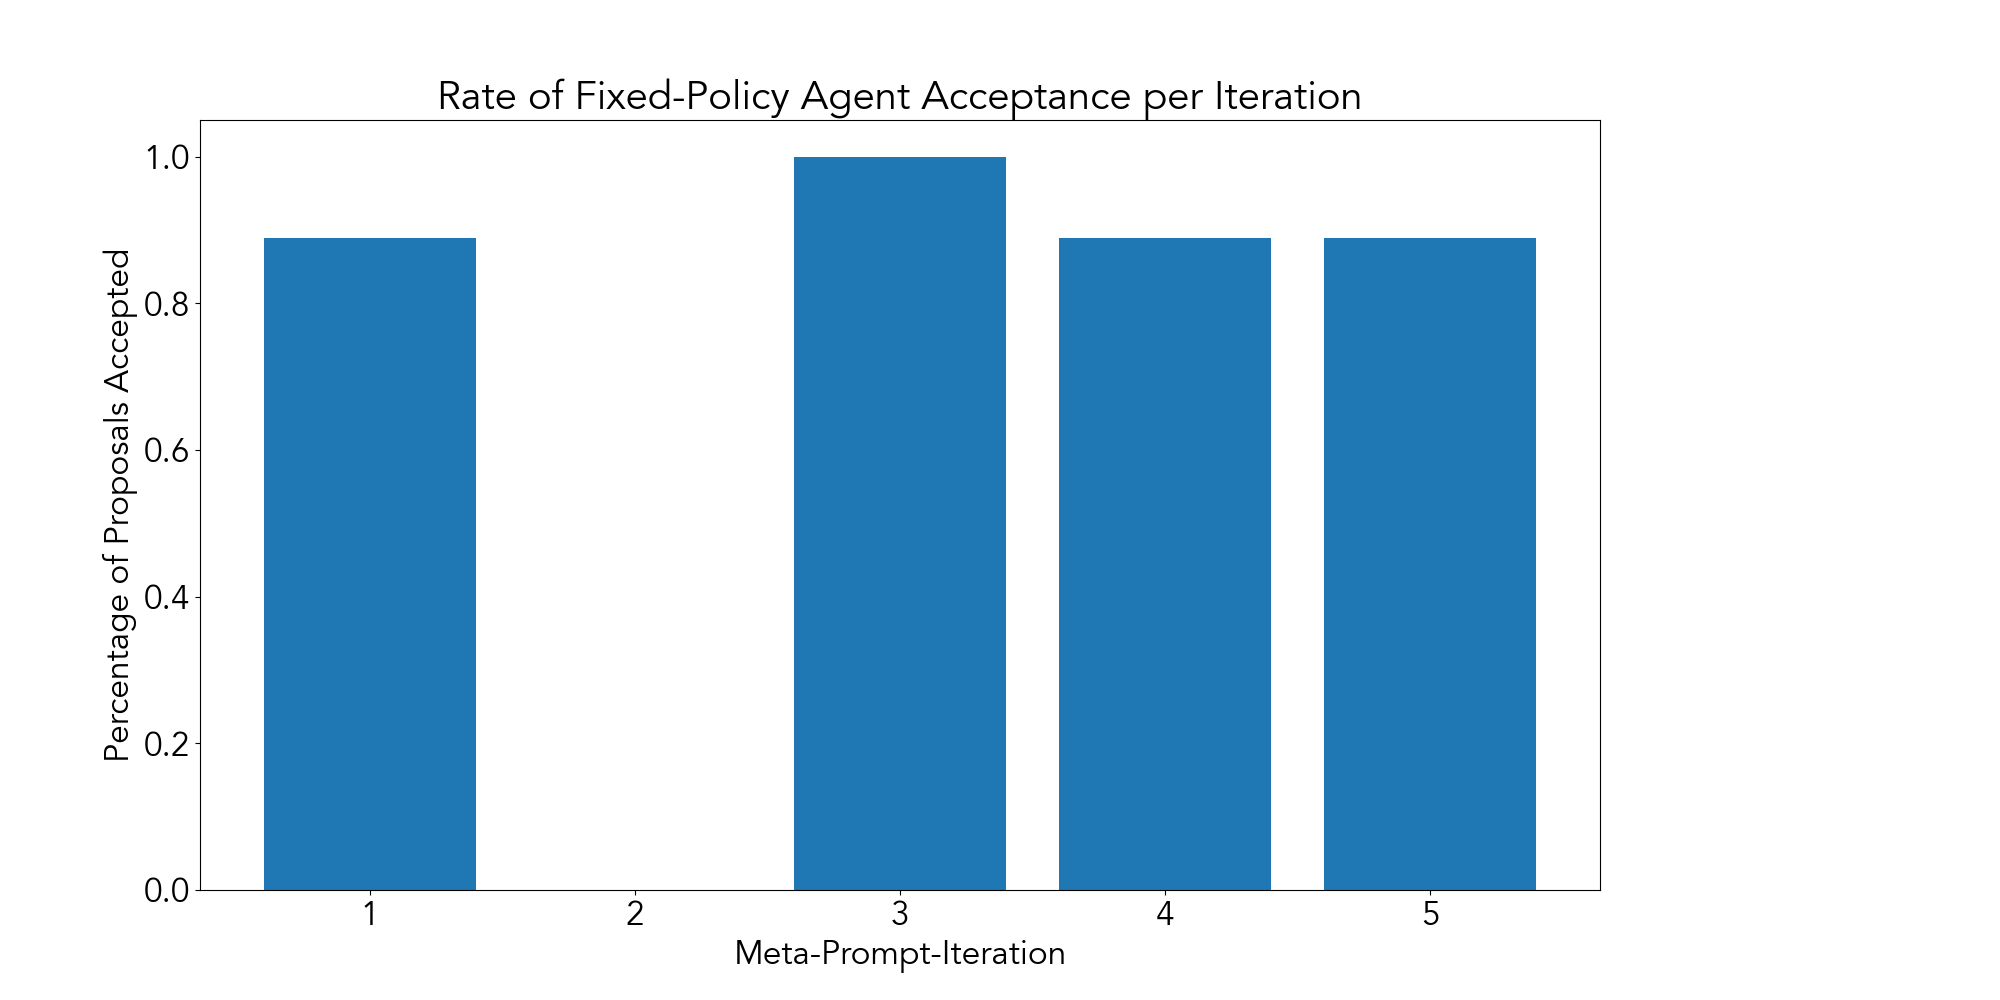 Rate of Fixed-Policy Agent Acceptance per Iteration
Percentage of Proposals Accepted
1.0
0.8
0.6
0.4
0.2
0.0
1 2 3 4 5
Meta-Prompt-Iteration